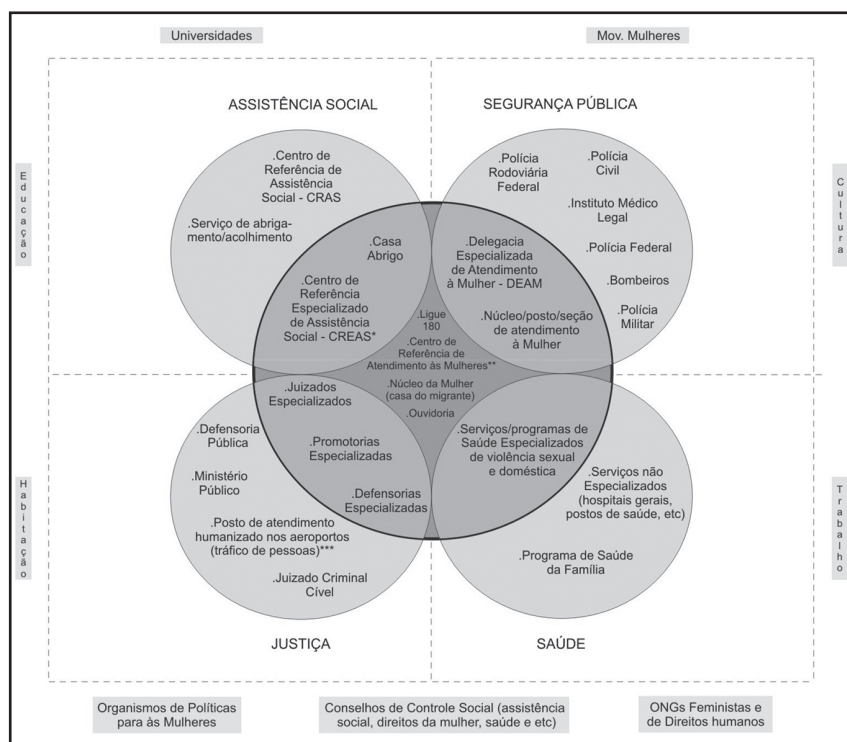 Universidades
Mov. Mulheres
ASSISTÊNCIA SOCIAL
SEGURANÇA PÚBLICA
Educação
Cultura
.Centro de
Referência de
Assistência
Social - CRAS
.Serviço de abriga-
mento/acolhimento
.Casa
Abrigo
.Centro de
Referência
Especializado
de Assistência
Social - CREAS*
.Polícia
Rodoviária
Federal
.Polícia
Civil
.Instituto Médico
Legal
.Polícia Federal
.Bombeiros
.Polícia
Militar
.Delegacia
Especializada
de Atendimento
à Mulher - DEAM
.Núcleo/posto/seção
de atendimento
à Mulher
.Ligue
180
.Centro de
Referência de
Atendimento às Mulheres**
.Núcleo da Mulher
(casa do migrante)
.Ouvidoria
Habitação
Trabalho
.Juizados
Especializados
.Promotorias
Especializadas
.Defensorias
Especializadas
.Defensoria
Pública
.Ministério
Público
.Posto de atendimento
humanizado nos aeroportos
(tráfico de pessoas)***
.Juizado Criminal
Cível
.Serviços/programas de
Saúde Especializados
de violência sexual
e doméstica
.Serviços não
Especializados
(hospitais gerais,
postos de saúde, etc)
.Programa de Saúde
da Família
JUSTIÇA
SAÚDE
Organismos de Políticas
para às Mulheres
Conselhos de Controle Social (assistência
social, direitos da mulher, saúde e etc)
ONGs Feministas e
de Direitos humanos